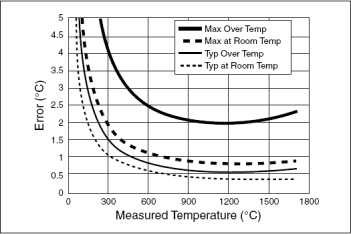 Max Over Temp
Max at Room Temp
Typ Over Temp
Typ at Room Temp
5
4.5
4
3.5
3
2.5
2
1.5
1
0.5
0
Error (°C)
0 300 600 900 1200 1500 1800
Measured Temperature (°C)